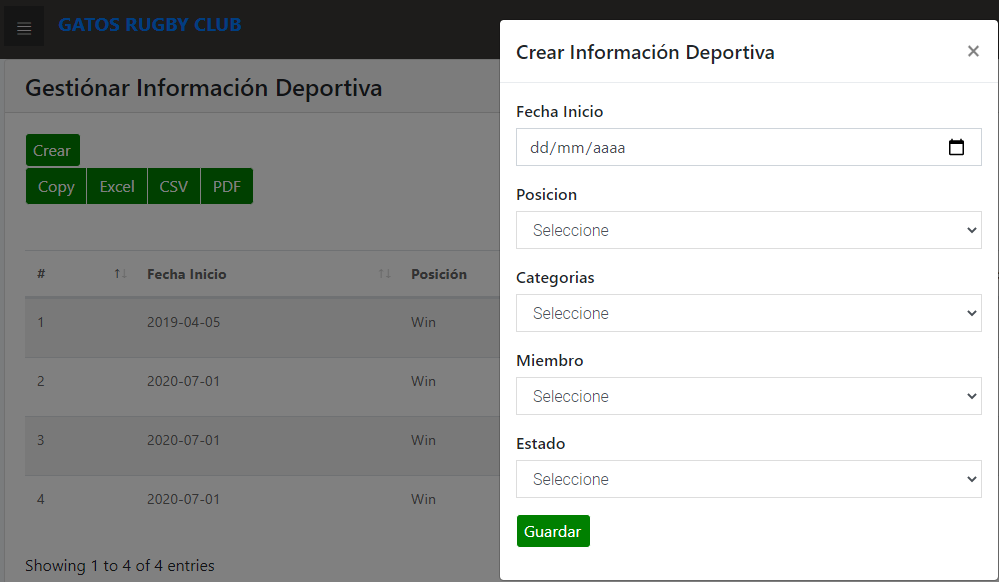 GATOS RUGBY CLUB
Gestiónar Información Deportiva
Crear
Copy Excel CSV PDF
# Fecha Inicio Posición
1 2019-04-05 Win
2 2020-07-01 Win
3 2020-07-01 Win
4 2020-07-01 Win
Showing 1 to 4 of 4 entries
Crear Información Deportiva ×
Fecha Inicio
dd/mm/aaaa
Posicion
Seleccione
Categorias
Seleccione
Miembro
Seleccione
Estado
Seleccione
Guardar